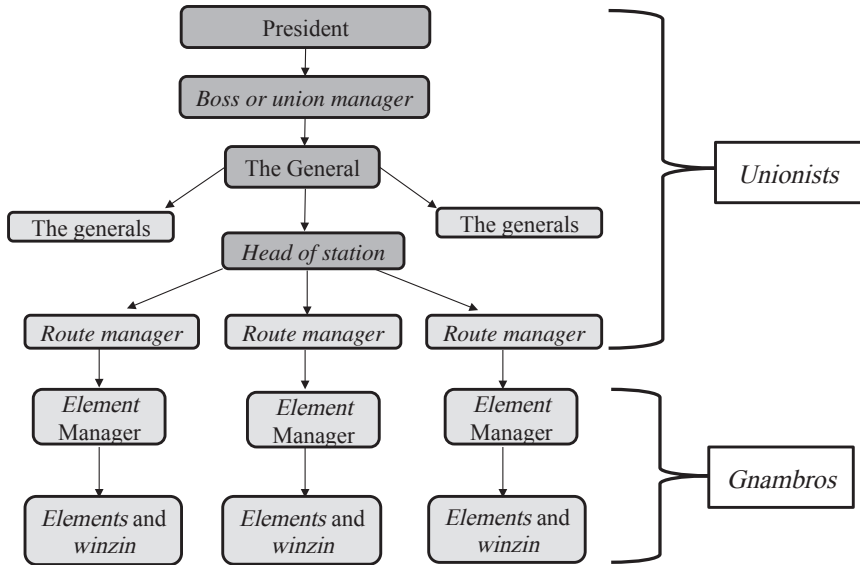 President
Boss or union manager
The General
Unionists
The generals
The generals
Head of station
Route manager
Route manager
Route manager
Element
Manager
Element
Manager
Element
Manager
Gnambros
Elements and
winzin
Elements and
winzin
Elements and
winzin